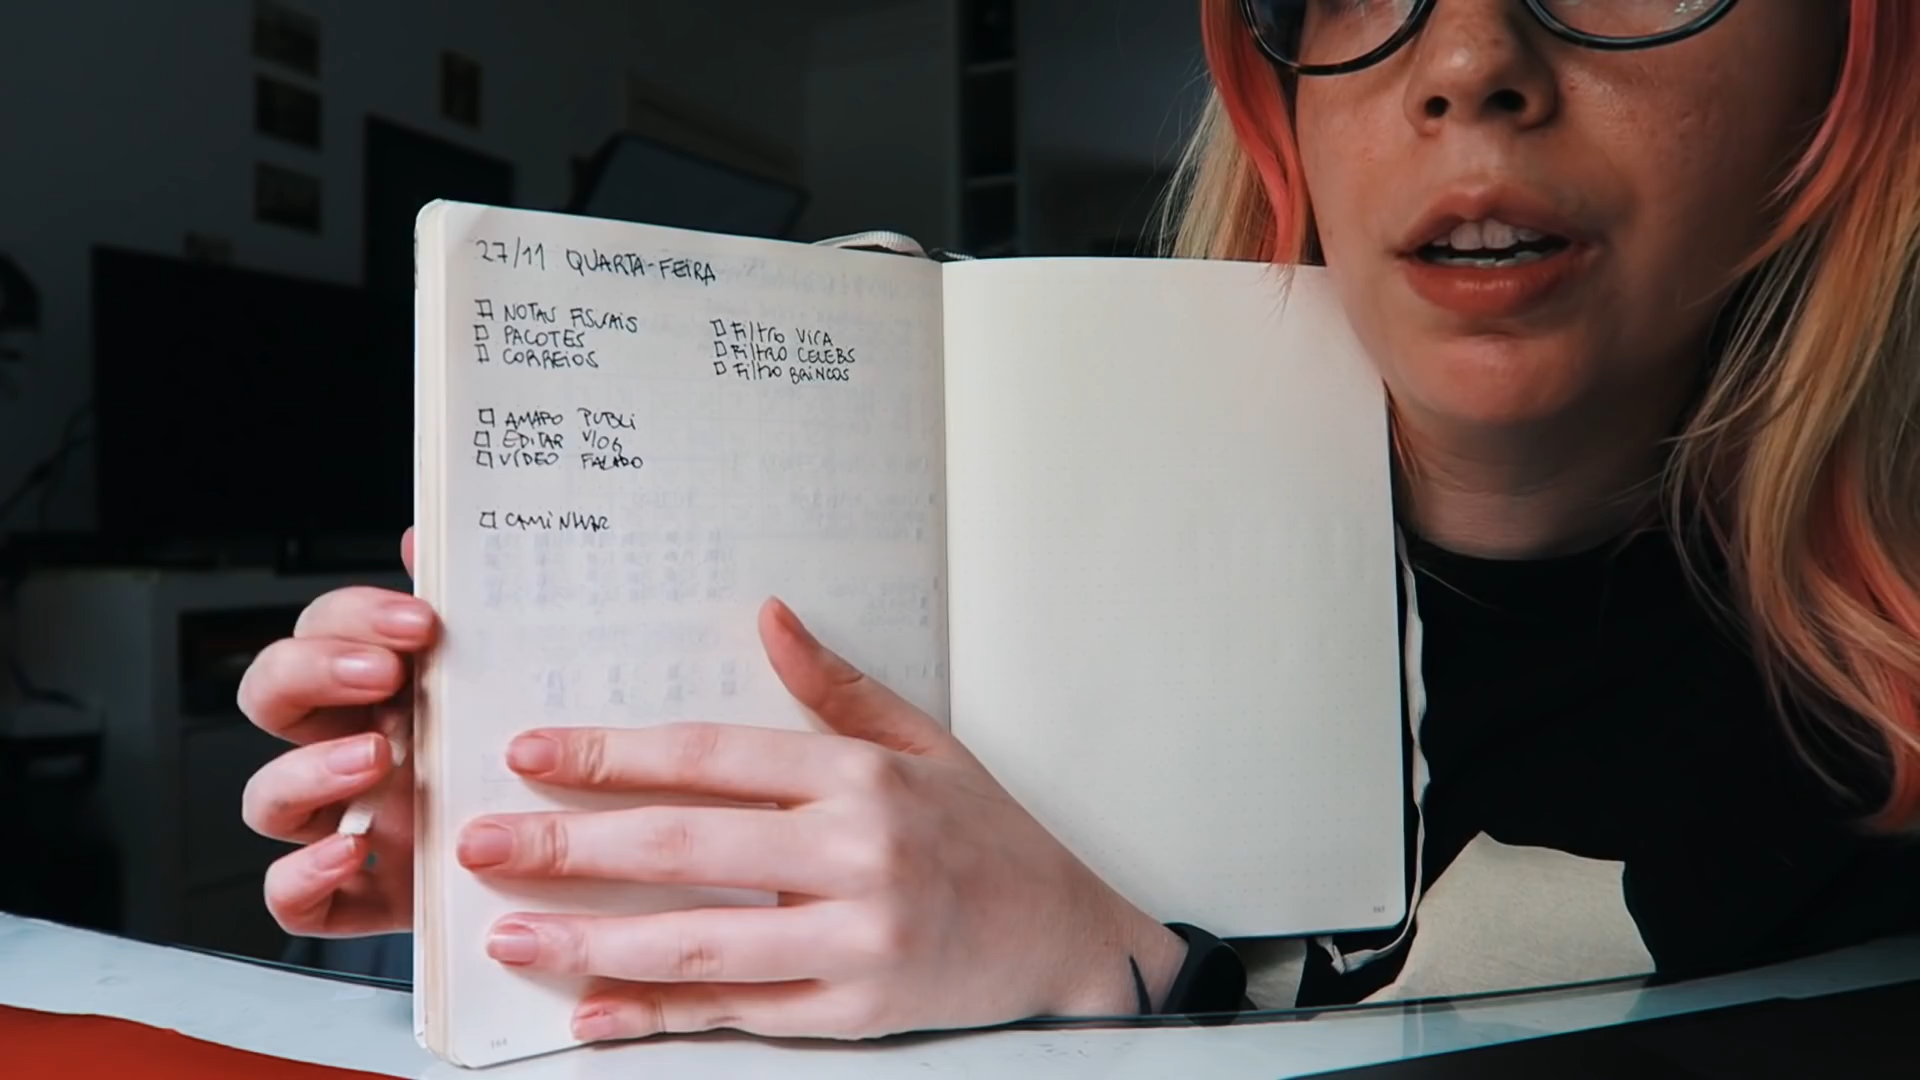 27/11 QUARTA-FEIRA
NOTAS FISCAIS
PACOTES
CORREIOS
Filtro VICA
Filtro CELEBS
Filtro BRINCOS
AMARO PUBLI
EDITAR VLOG
VÍDEO FALADO
CAMINHAR